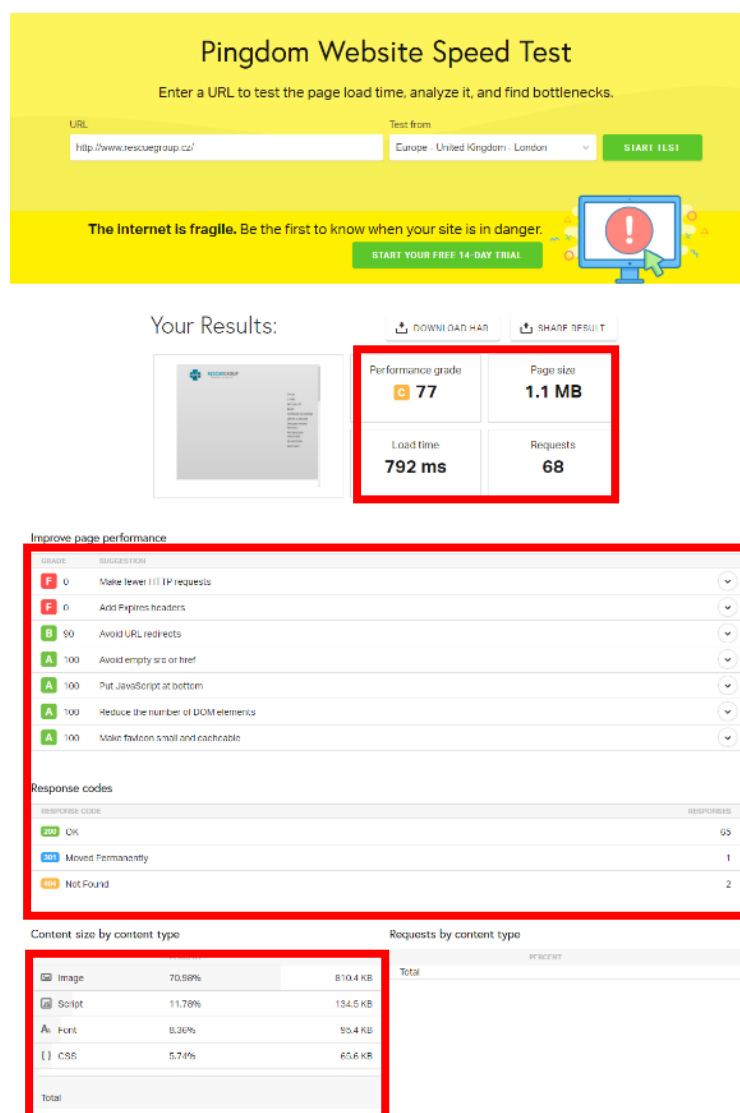 Pingdom Website Speed Test
Enter a URL to test the page load time, analyze it, and find bottlenecks.
URL
Test from
http://www.rescuegroup.cz/
Europe - United Kingdom - London
START TEST
The internet is fragile. Be the first to know when your site is in danger.
START YOUR FREE 14-DAY TRIAL
Your Results:
DOWNLOAD HAR
SHARE RESULT
RESCUEGROUP
Performance grade
C 77
Page size
1.1 MB
Load time
792 ms
Requests
68
Improve page performance
GRADE SUGGESTION
F 0 Make fewer HTTP requests
F 0 Add Expires headers
B 90 Avoid URL redirects
A 100 Avoid empty src or href
A 100 Put JavaScript at bottom
A 100 Reduce the number of DOM elements
A 100 Make favicon small and cacheable
Response codes
RESPONSE CODE RESPONSES
200 OK 65
301 Moved Permanently 1
404 Not Found 2
Content size by content type
Image 70.98% 810.4 KB
JS Script 11.78% 134.5 KB
Font 8.36% 95.4 KB
{} CSS 5.74% 65.6 KB
Total
Requests by content type
PERCENT
Total